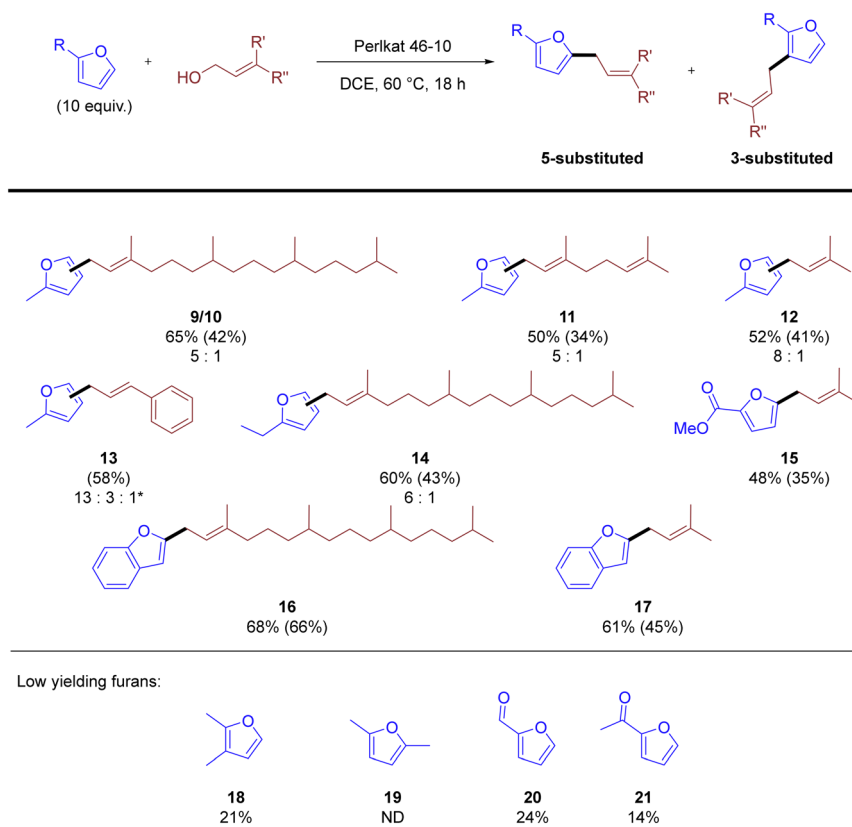 R
O
(10 equiv.)
+
HO
R'
R"
Perlkat 46-10
DCE, 60 °C, 18 h
R
O
R'
R"
5-substituted
+
R
O
R'
R"
3-substituted
O
9/10
65% (42%)
5 : 1
O
11
50% (34%)
5 : 1
O
12
52% (41%)
8 : 1
O
13
(58%)
13 : 3 : 1*
O
14
60% (43%)
6 : 1
O
MeO
O
15
48% (35%)
O
16
68% (66%)
O
17
61% (45%)
Low yielding furans:
O
18
21%
O
19
ND
O
O
20
24%
O
O
21
14%